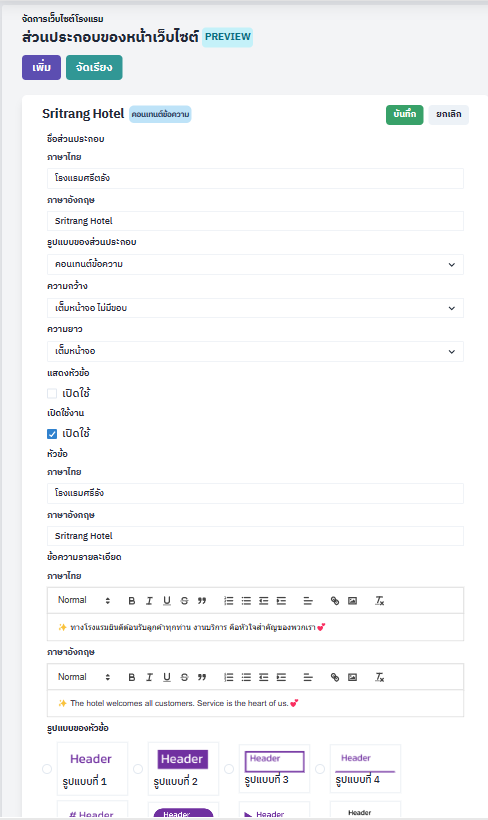 จัดการเว็บไซต์โรงแรม
ส่วนประกอบของหน้าเว็บไซต์ PREVIEW
เพิ่ม จัดเรียง
Sritrang Hotel คอนเทนต์ข้อความ บันทึก ยกเลิก
ชื่อส่วนประกอบ
ภาษาไทย
โรงแรมศรีตรัง
ภาษาอังกฤษ
Sritrang Hotel
รูปแบบของส่วนประกอบ
คอนเทนต์ข้อความ
ความกว้าง
เต็มหน้าจอ ไม่มีขอบ
ความยาว
เต็มหน้าจอ
แสดงหัวข้อ
เปิดใช้
เปิดใช้งาน
เปิดใช้
หัวข้อ
ภาษาไทย
โรงแรมศรีรัง
ภาษาอังกฤษ
Sritrang Hotel
ข้อความรายละเอียด
ภาษาไทย
Normal B I U S
✨ ทางโรงแรมยินดีต้อนรับลูกค้าทุกท่าน งานบริการ คือหัวใจสำคัญของพวกเรา💕
ภาษาอังกฤษ
Normal B I U S
✨ The hotel welcomes all customers. Service is the heart of us.💕
รูปแบบของหัวข้อ
Header Header Header Header
รูปแบบที่ 1 รูปแบบที่ 2 รูปแบบที่ 3 รูปแบบที่ 4
# Header Header ▶ Header Header